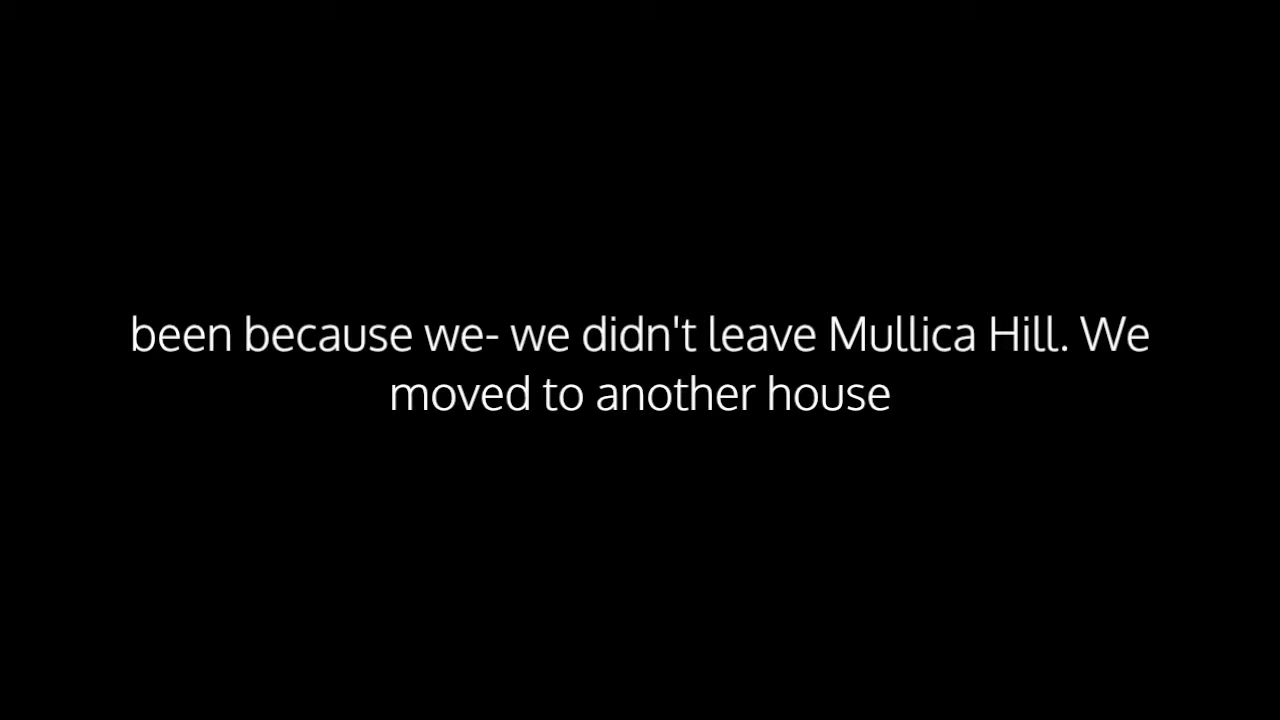 been because we- we didn't leave Mullica Hill. We
moved to another house